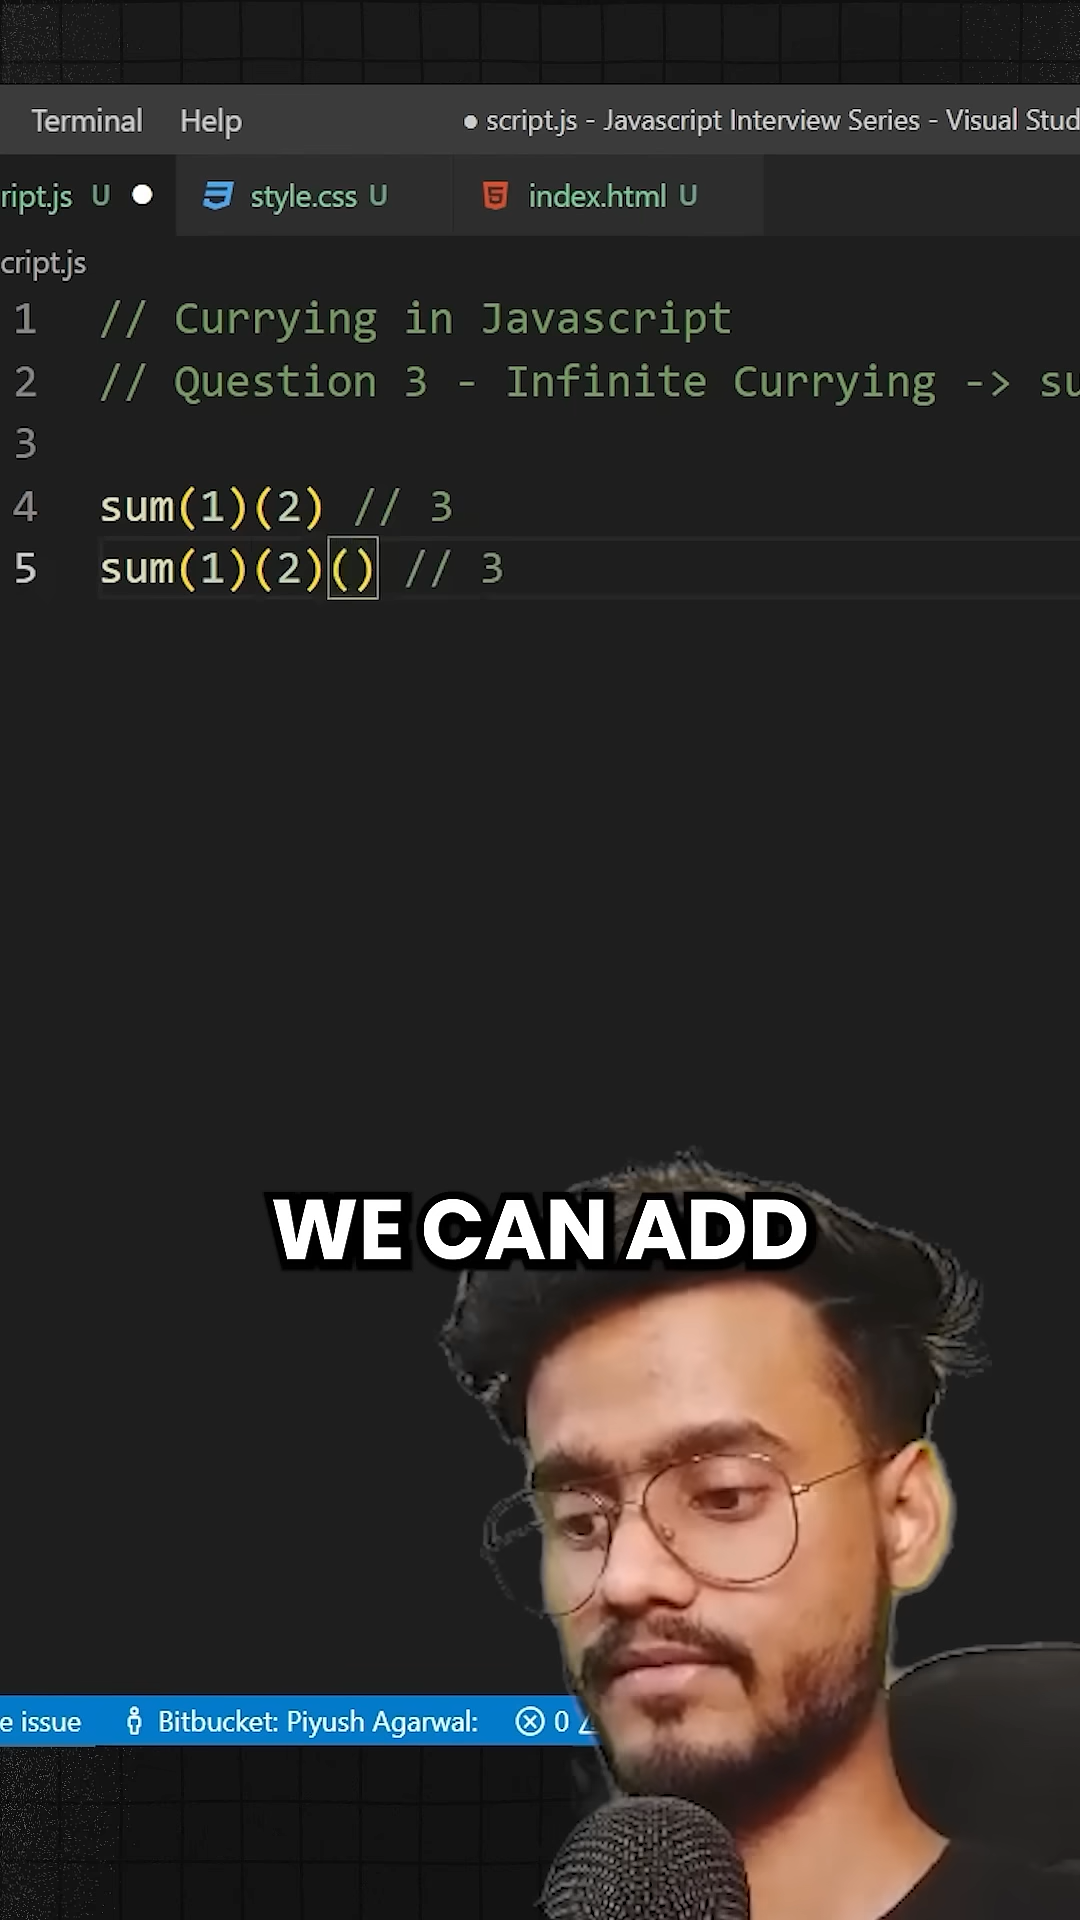 Terminal Help ● script.js - Javascript Interview Series - Visual Stud
ript.js U ● style.css U 5 index.html U
cript.js
1 // Currying in Javascript
2 // Question 3 - Infinite Currying -> su
3
4 sum(1)(2) // 3
5 sum(1)(2)() // 3
WE CAN ADD
e issue Bitbucket: Piyush Agarwal: 0